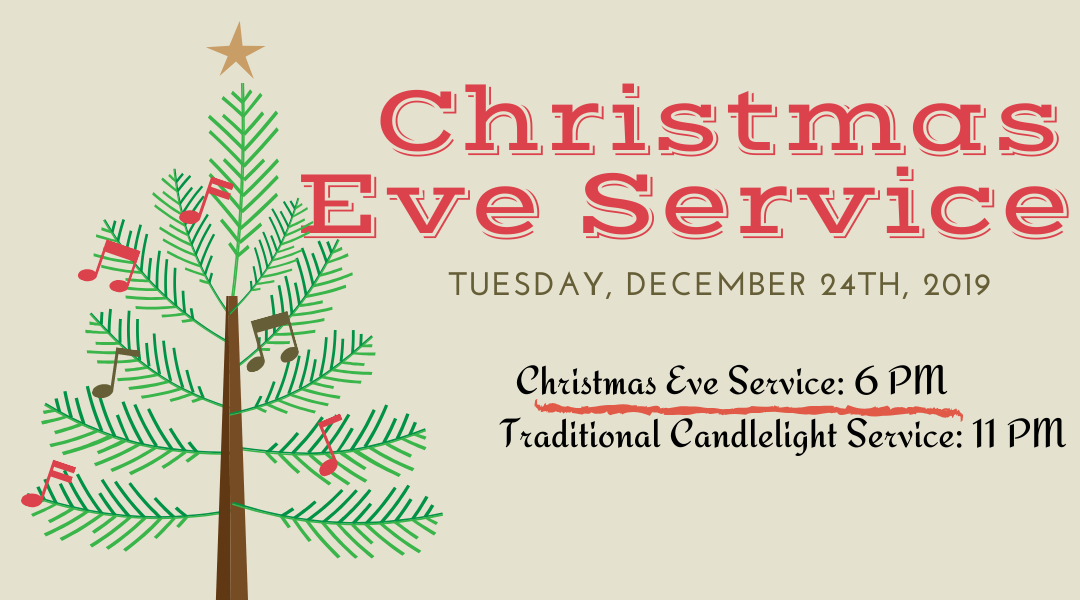 Christmas
Eve Service
TUESDAY, DECEMBER 24TH, 2019
Christmas Eve Service: 6 PM
Traditional Candlelight Service: 11 PM